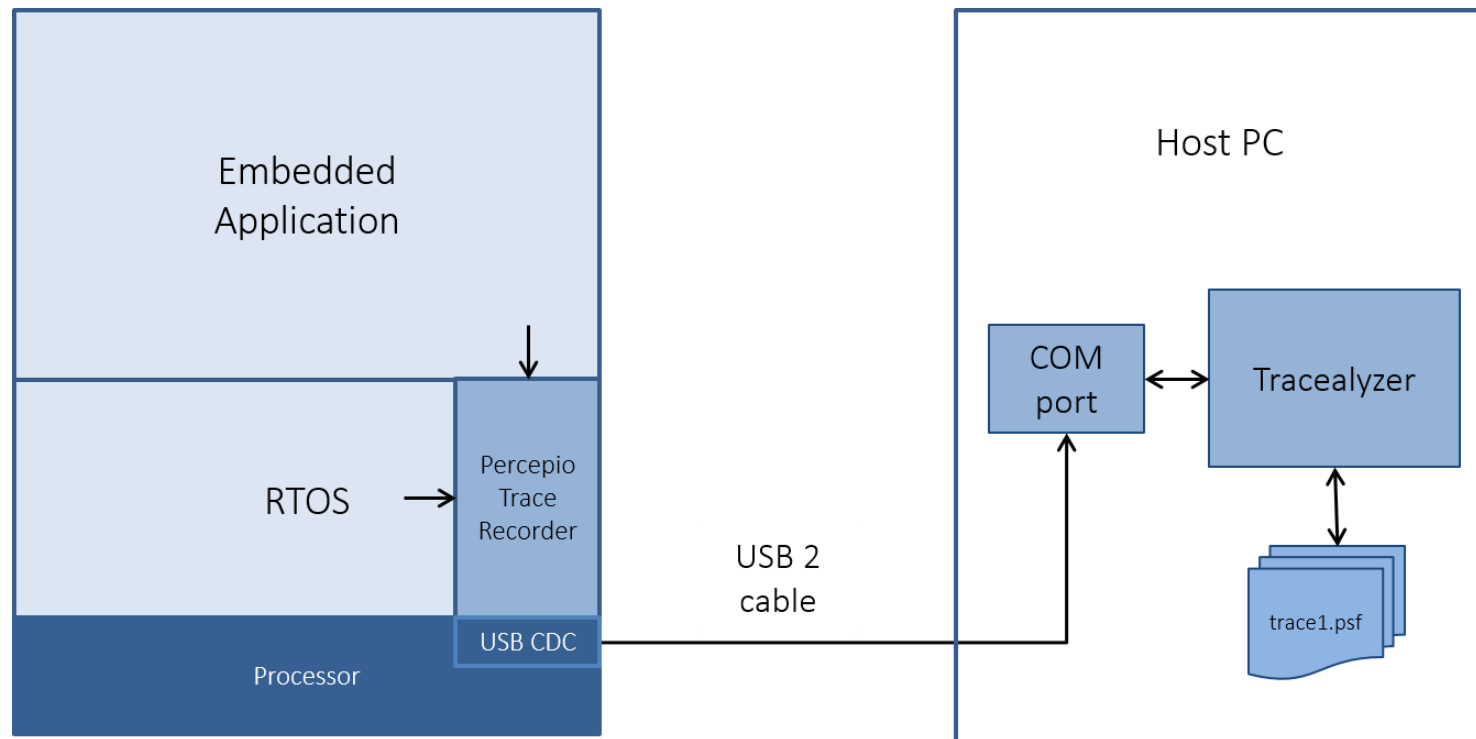 Embedded
Application
Host PC
COM
port
Tracealyzer
Percepio
Trace
Recorder
RTOS
USB 2
cable
trace1.psf
USB CDC
Processor